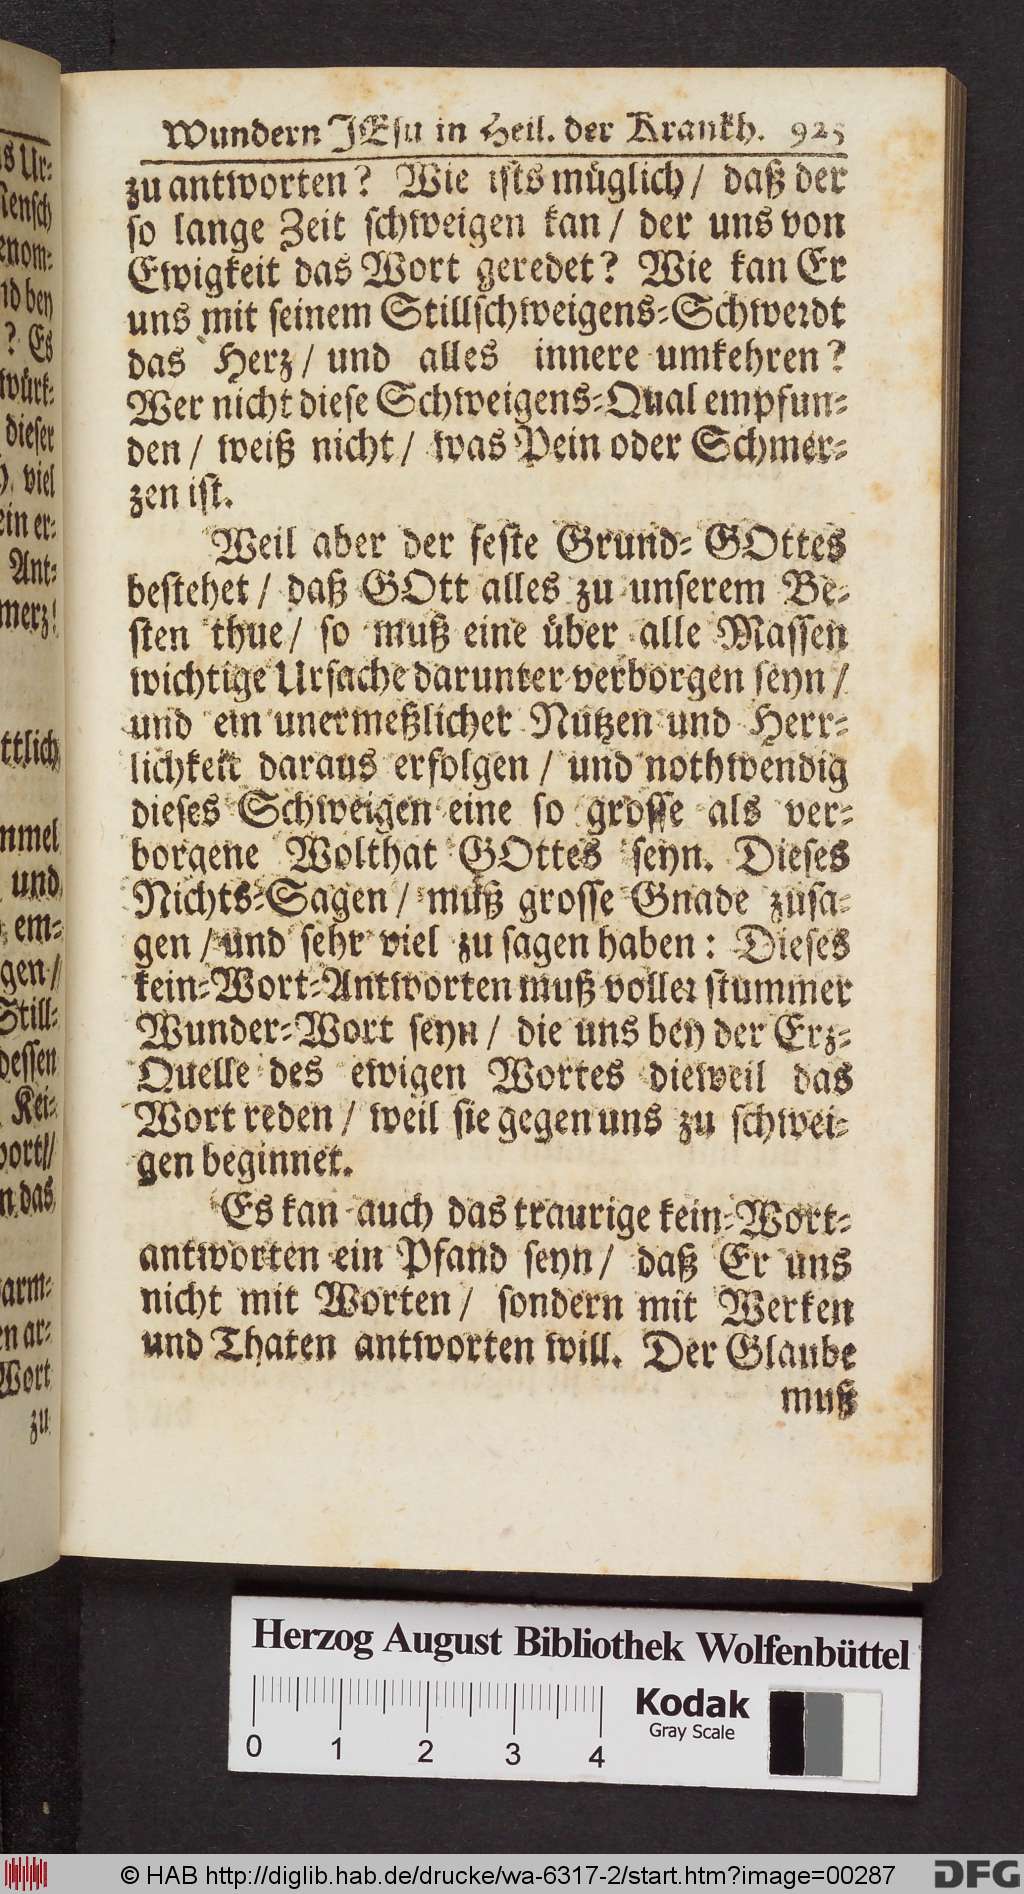 Wundern JEsu in Heil. der Krankh. 925
zu antworten? Wie ists müglich/ daß der
so lange Zeit schweigen kan/ der uns von
Ewigkeit das Wort geredet? Wie kan Er
uns mit seinem Stillschweigens-Schwerdt
das Herz/ und alles innere umkehren?
Wer nicht diese Schweigens-Qual empfun-
den/ weiß nicht/ was Pein oder Schmer-
zen ist.
Weil aber der feste Grund-GOttes
bestehet/ daß GOtt alles zu unserem Be-
sten thue/ so muß eine über alle Massen
wichtige Ursache darunter verborgen seyn/
und ein unermeßlicher Nutzen und Herr-
lichkeit daraus erfolgen/ und nothwendig
dieses Schweigen eine so grosse als ver-
borgene Wolthat GOttes seyn. Dieses
Nichts-Sagen/ muß grosse Gnade zusa-
gen/ und sehr viel zu sagen haben: Dieses
kein-Wort-Antworten muß voller stummer
Wunder-Wort seyn/ die uns bey der Erz-
Quelle des ewigen Wortes dieweil das
Wort reden/ weil sie gegen uns zu schwei-
gen beginnet.
Es kan auch das traurige kein-Wort-
antworten ein Pfand seyn/ daß Er uns
nicht mit Worten/ sondern mit Werken
und Thaten antworten will. Der Glaube
muß
Herzog August Bibliothek Wolfenbüttel
Kodak
Gray Scale
0 1 2 3 4
© HAB http://diglib.hab.de/drucke/wa-6317-2/start.htm?image=00287
DFG